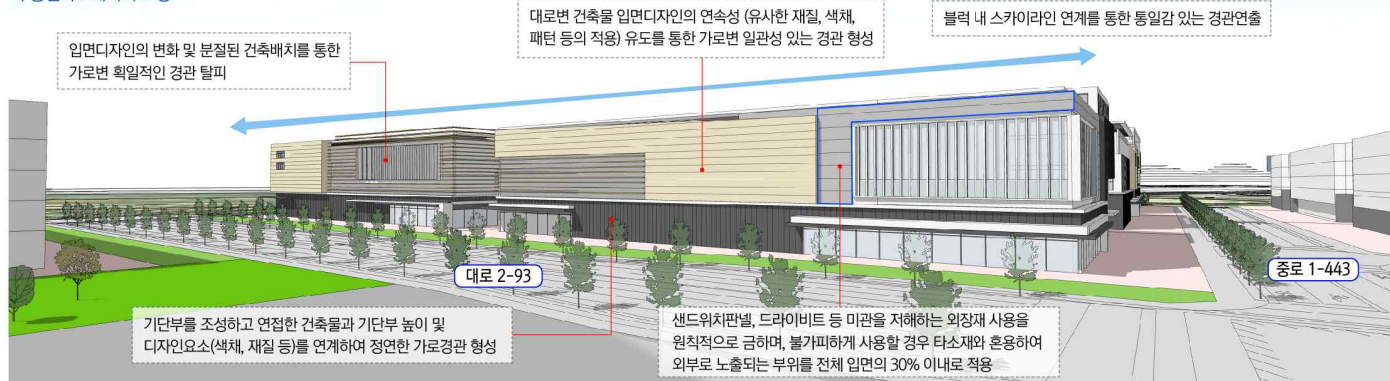 대로변 건축물 입면디자인의 연속성 (유사한 재질, 색채,
패턴 등의 적용) 유도를 통한 가로변 일관성 있는 경관 형성
블럭 내 스카이라인 연계를 통한 통일감 있는 경관연출
입면디자인의 변화 및 분절된 건축배치를 통한
가로변 획일적인 경관 탈피
대로 2-93
중로 1-443
기단부를 조성하고 연접한 건축물과 기단부 높이 및
디자인요소(색채, 재질 등)를 연계하여 정연한 가로경관 형성
샌드위치판넬, 드라이비트 등 미관을 저해하는 외장재 사용을
원칙적으로 금하며, 불가피하게 사용할 경우 타소재와 혼용하여
외부로 노출되는 부위를 전체 입면의 30% 이내로 적용